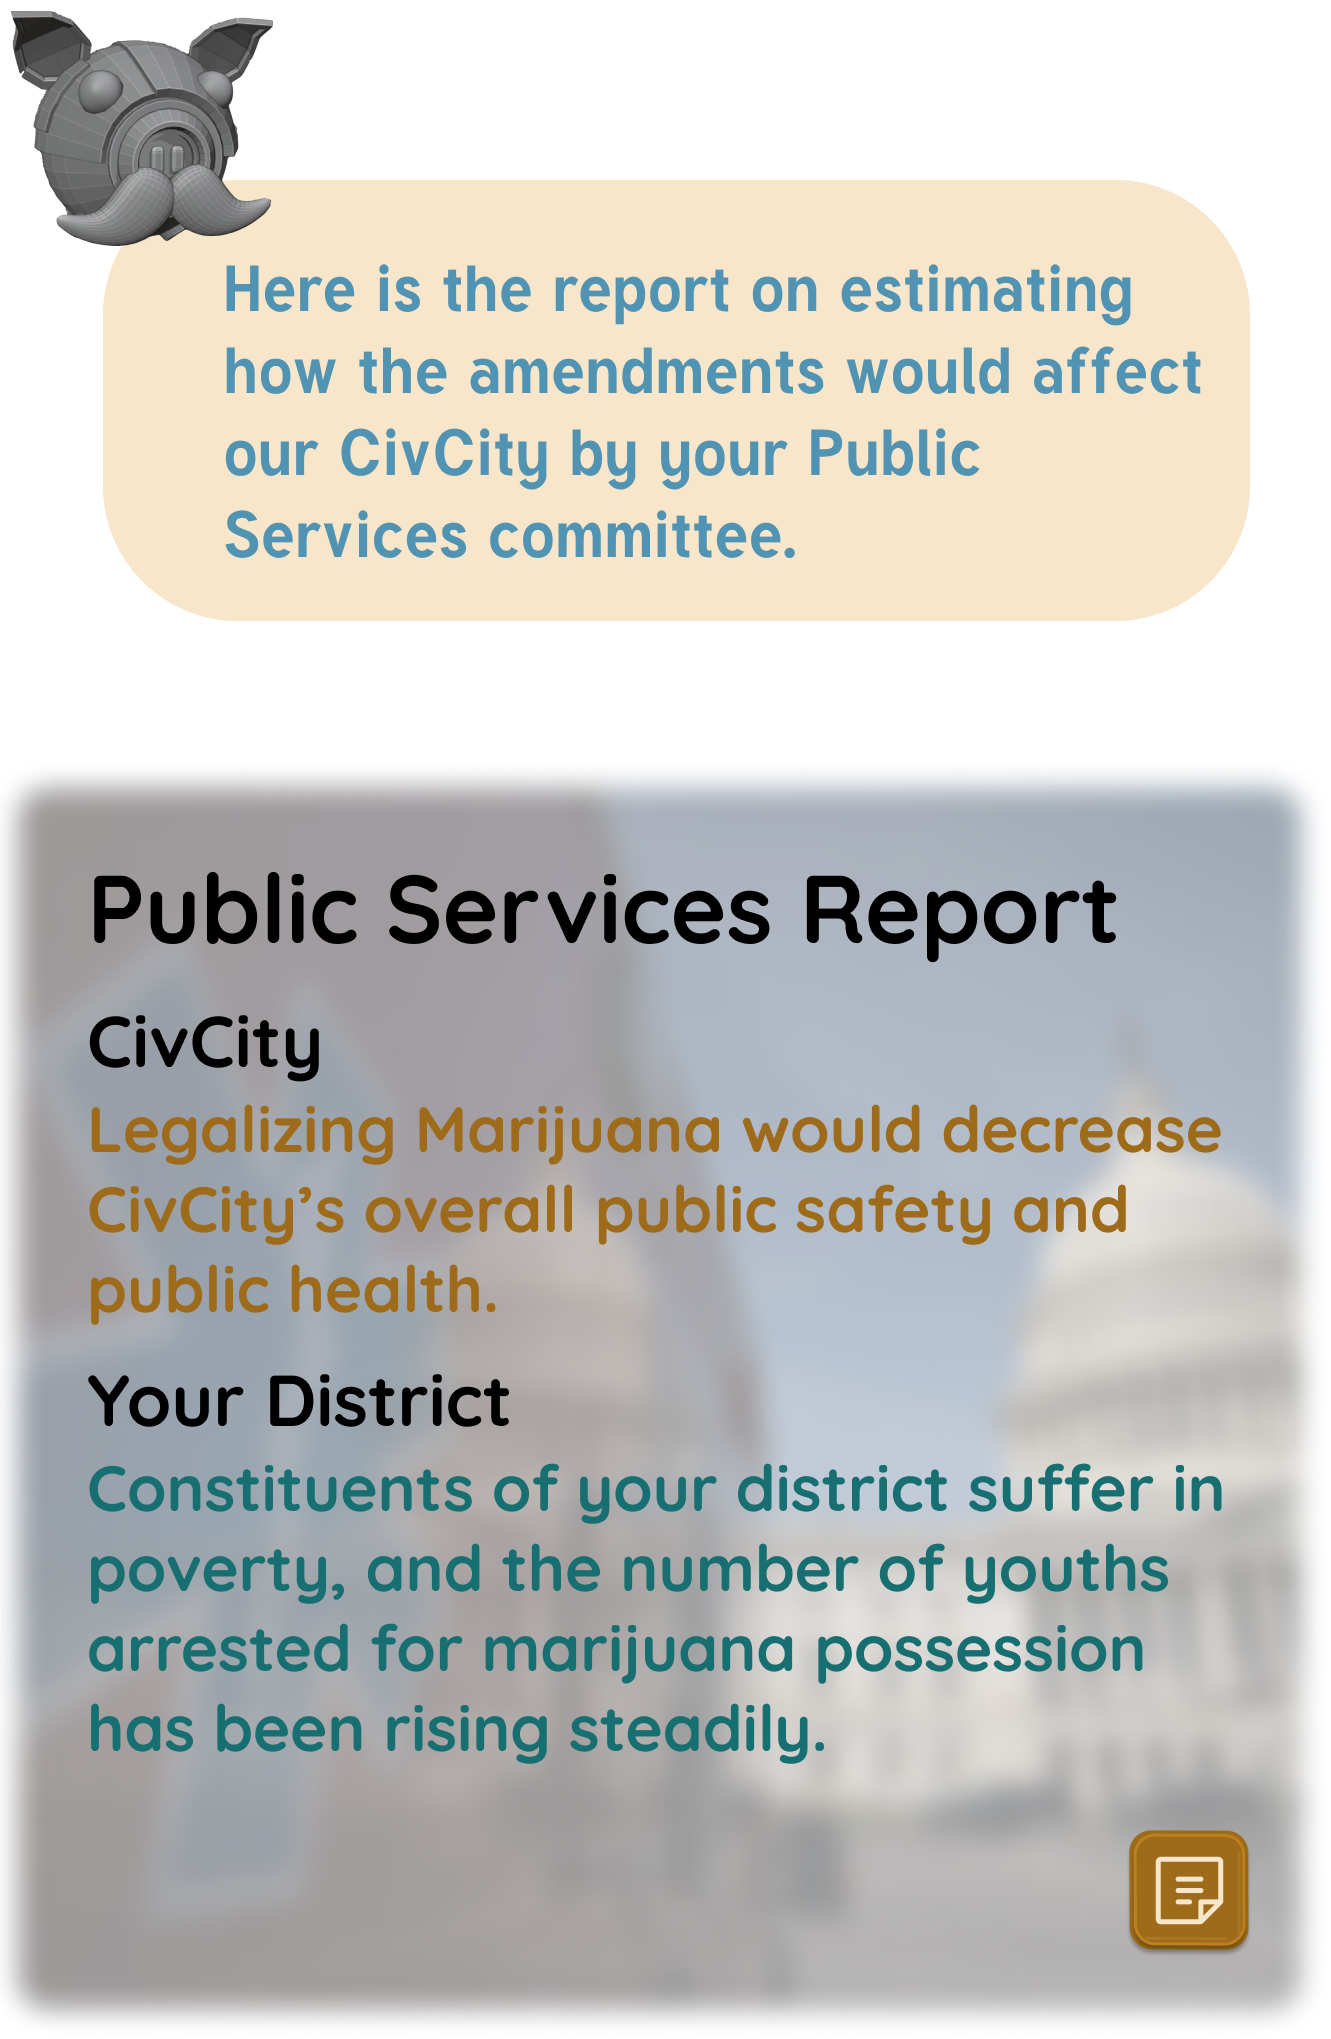 Here is the report on estimating
how the amendments would affect
our CivCity by your Public
Services committee.
Public Services Report
CivCity
Legalizing Marijuana would decrease
CivCity’s overall public safety and
public health.
Your District
Constituents of your district suffer in
poverty, and the number of youths
arrested for marijuana possession
has been rising steadily.